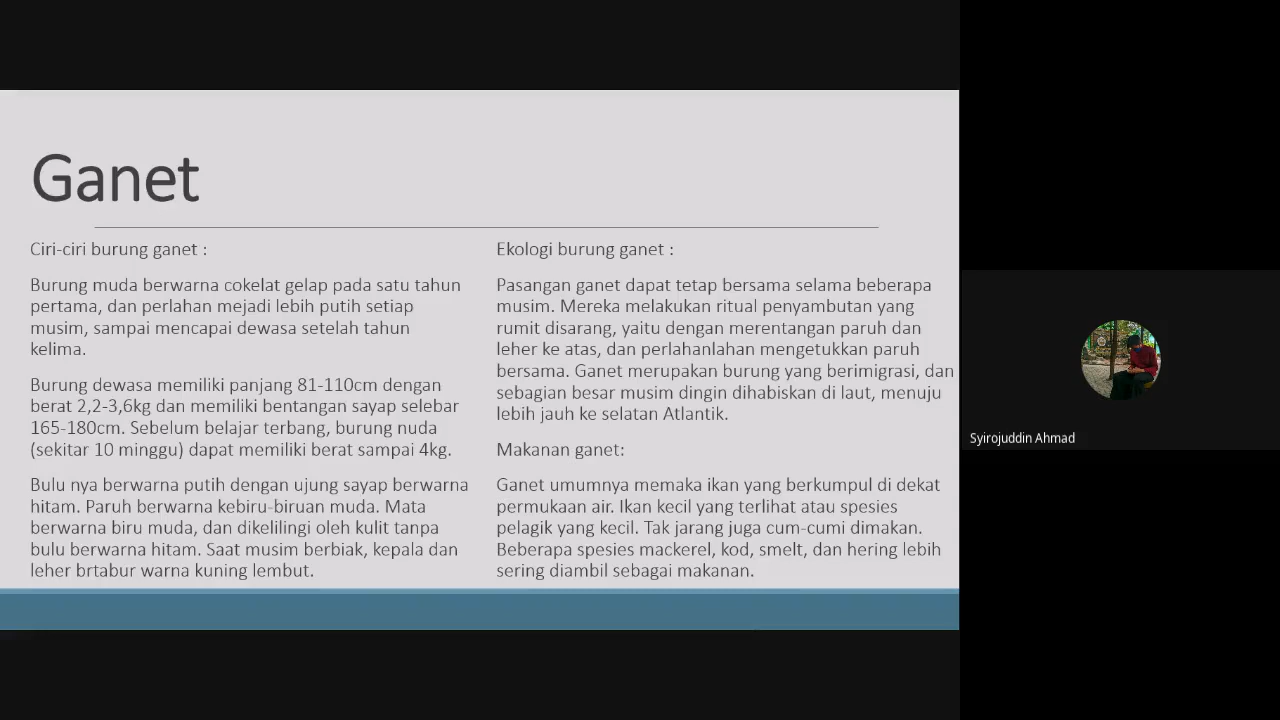 Ganet
Ciri-ciri burung ganet :
Burung muda berwarna cokelat gelap pada satu tahun
pertama, dan perlahan mejadi lebih putih setiap
musim, sampai mencapai dewasa setelah tahun
kelima.
Burung dewasa memiliki panjang 81-110cm dengan
berat 2,2-3,6kg dan memiliki bentangan sayap selebar
165-180cm. Sebelum belajar terbang, burung nuda
(sekitar 10 minggu) dapat memiliki berat sampai 4kg.
Bulu nya berwarna putih dengan ujung sayap berwarna
hitam. Paruh berwarna kebiru-biruan muda. Mata
berwarna biru muda, dan dikelilingi oleh kulit tanpa
bulu berwarna hitam. Saat musim berbiak, kepala dan
leher brtabur warna kuning lembut.
Ekologi burung ganet :
Pasangan ganet dapat tetap bersama selama beberapa
musim. Mereka melakukan ritual penyambutan yang
rumit disarang, yaitu dengan merentangan paruh dan
leher ke atas, dan perlahanlahan mengetukkan paruh
bersama. Ganet merupakan burung yang berimigrasi, dan
sebagian besar musim dingin dihabiskan di laut, menuju
lebih jauh ke selatan Atlantik.
Makanan ganet:
Ganet umumnya memaka ikan yang berkumpul di dekat
permukaan air. Ikan kecil yang terlihat atau spesies
pelagik yang kecil. Tak jarang juga cum-cumi dimakan.
Beberapa spesies mackerel, kod, smelt, dan hering lebih
sering diambil sebagai makanan.
Syirojuddin Ahmad